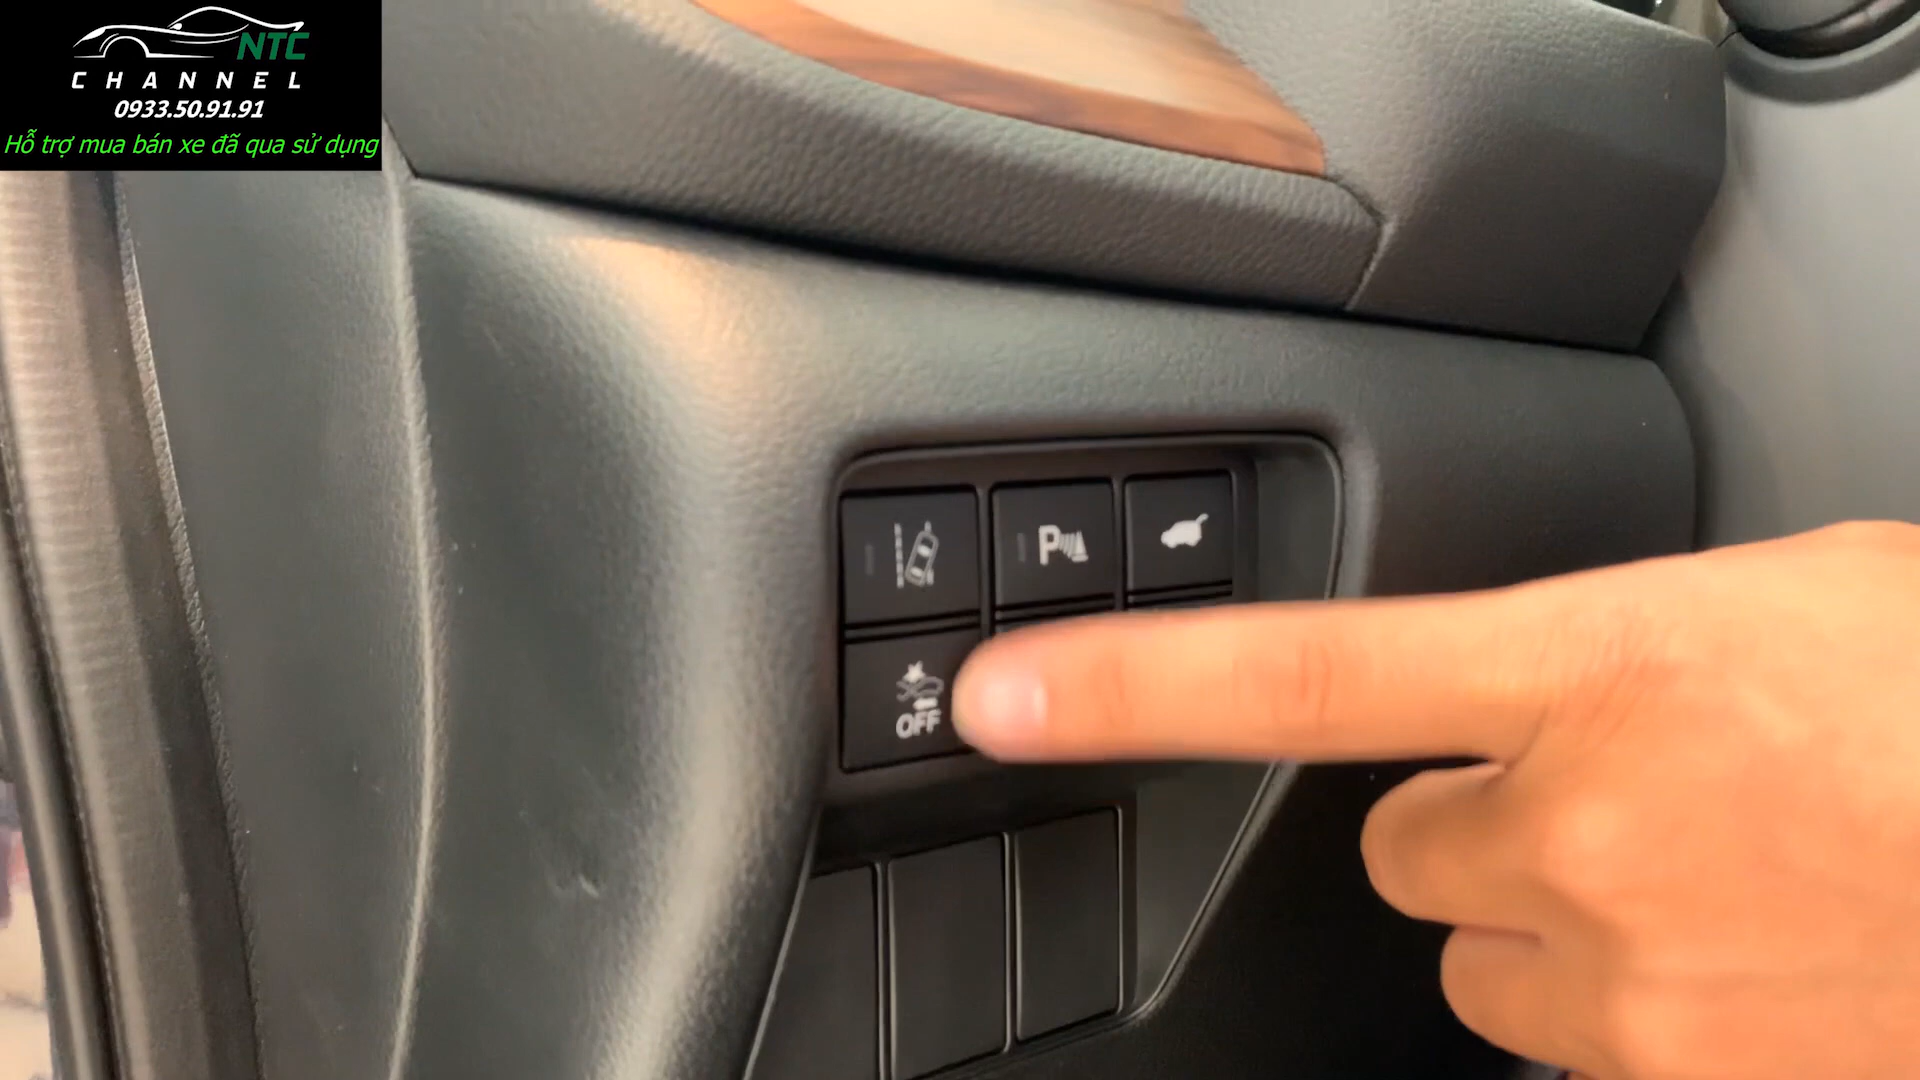 NTC
CHANNEL
0933.50.91.91
Hỗ trợ mua bán xe đã qua sử dụng
P
OFF